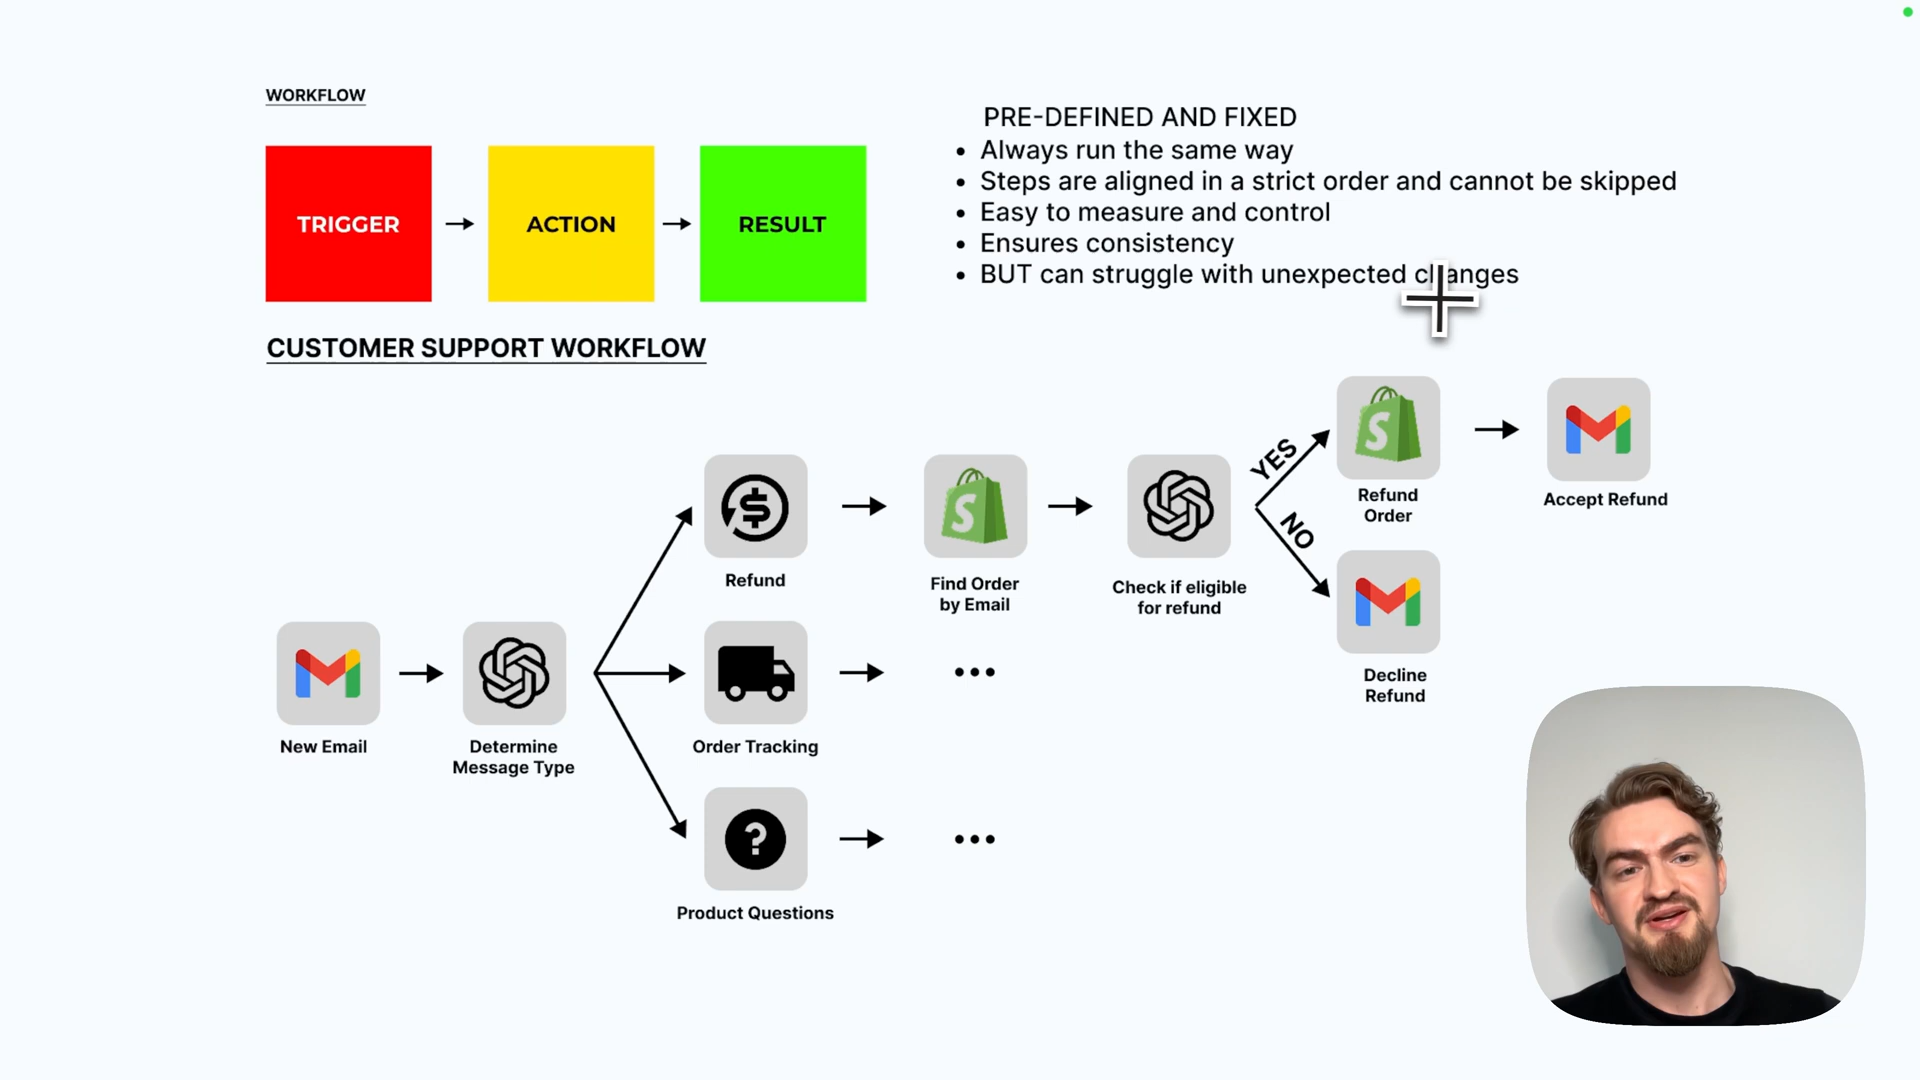 WORKFLOW
TRIGGER
ACTION
RESULT
PRE-DEFINED AND FIXED
• Always run the same way
• Steps are aligned in a strict order and cannot be skipped
• Easy to measure and control
• Ensures consistency
• BUT can struggle with unexpected changes
CUSTOMER SUPPORT WORKFLOW
New Email
Determine
Message Type
Refund
Order Tracking
Product Questions
Find Order
by Email
...
...
Check if eligible
for refund
YES
NO
Refund
Order
Accept Refund
Decline
Refund